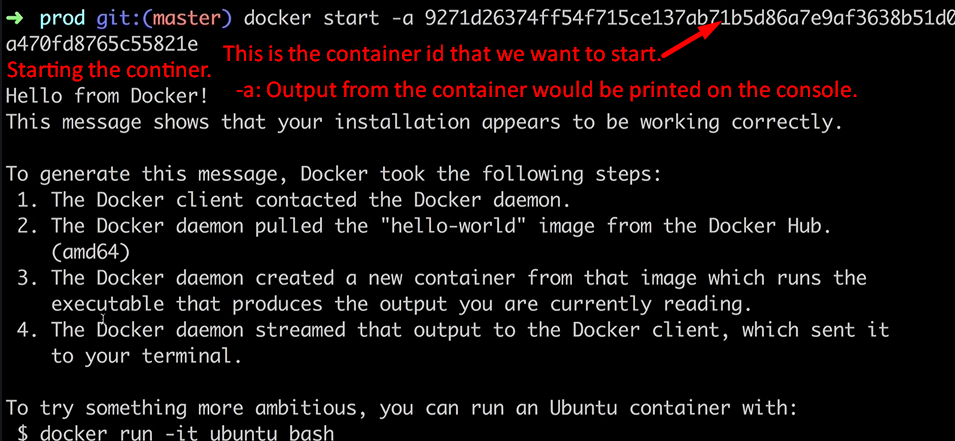 ➜ prod git:(master) docker start -a 9271d26374ff54f715ce137ab71b5d86a7e9af3638b51d0
a470fd8765c55821e
This is the container id that we want to start.
Starting the continer.
-a: Output from the container would be printed on the console.
Hello from Docker!
This message shows that your installation appears to be working correctly.
To generate this message, Docker took the following steps:
1. The Docker client contacted the Docker daemon.
2. The Docker daemon pulled the "hello-world" image from the Docker Hub.
(amd64)
3. The Docker daemon created a new container from that image which runs the
executable that produces the output you are currently reading.
4. The Docker daemon streamed that output to the Docker client, which sent it
to your terminal.
To try something more ambitious, you can run an Ubuntu container with:
$ docker run -it ubuntu bash